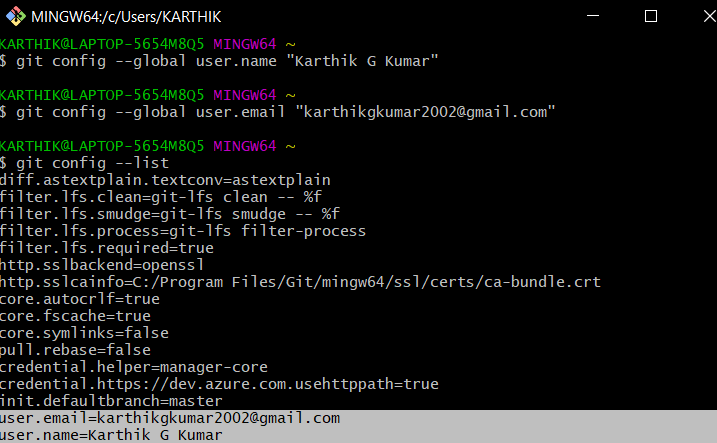 MINGW64:/c/Users/KARTHIK
KARTHIK@LAPTOP-5654M8Q5 MINGW64 ~
$ git config --global user.name "Karthik G Kumar"
KARTHIK@LAPTOP-5654M8Q5 MINGW64 ~
$ git config --global user.email "karthikgkumar2002@gmail.com"
KARTHIK@LAPTOP-5654M8Q5 MINGW64 ~
$ git config --list
diff.astextplain.textconv=astextplain
filter.lfs.clean=git-lfs clean -- %f
filter.lfs.smudge=git-lfs smudge -- %f
filter.lfs.process=git-lfs filter-process
filter.lfs.required=true
http.sslbackend=openssl
http.sslcainfo=C:/Program Files/Git/mingw64/ssl/certs/ca-bundle.crt
core.autocrlf=true
core.fscache=true
core.symlinks=false
pull.rebase=false
credential.helper=manager-core
credential.https://dev.azure.com.usehttppath=true
init.defaultbranch=master
user.email=karthikgkumar2002@gmail.com
user.name=Karthik G Kumar